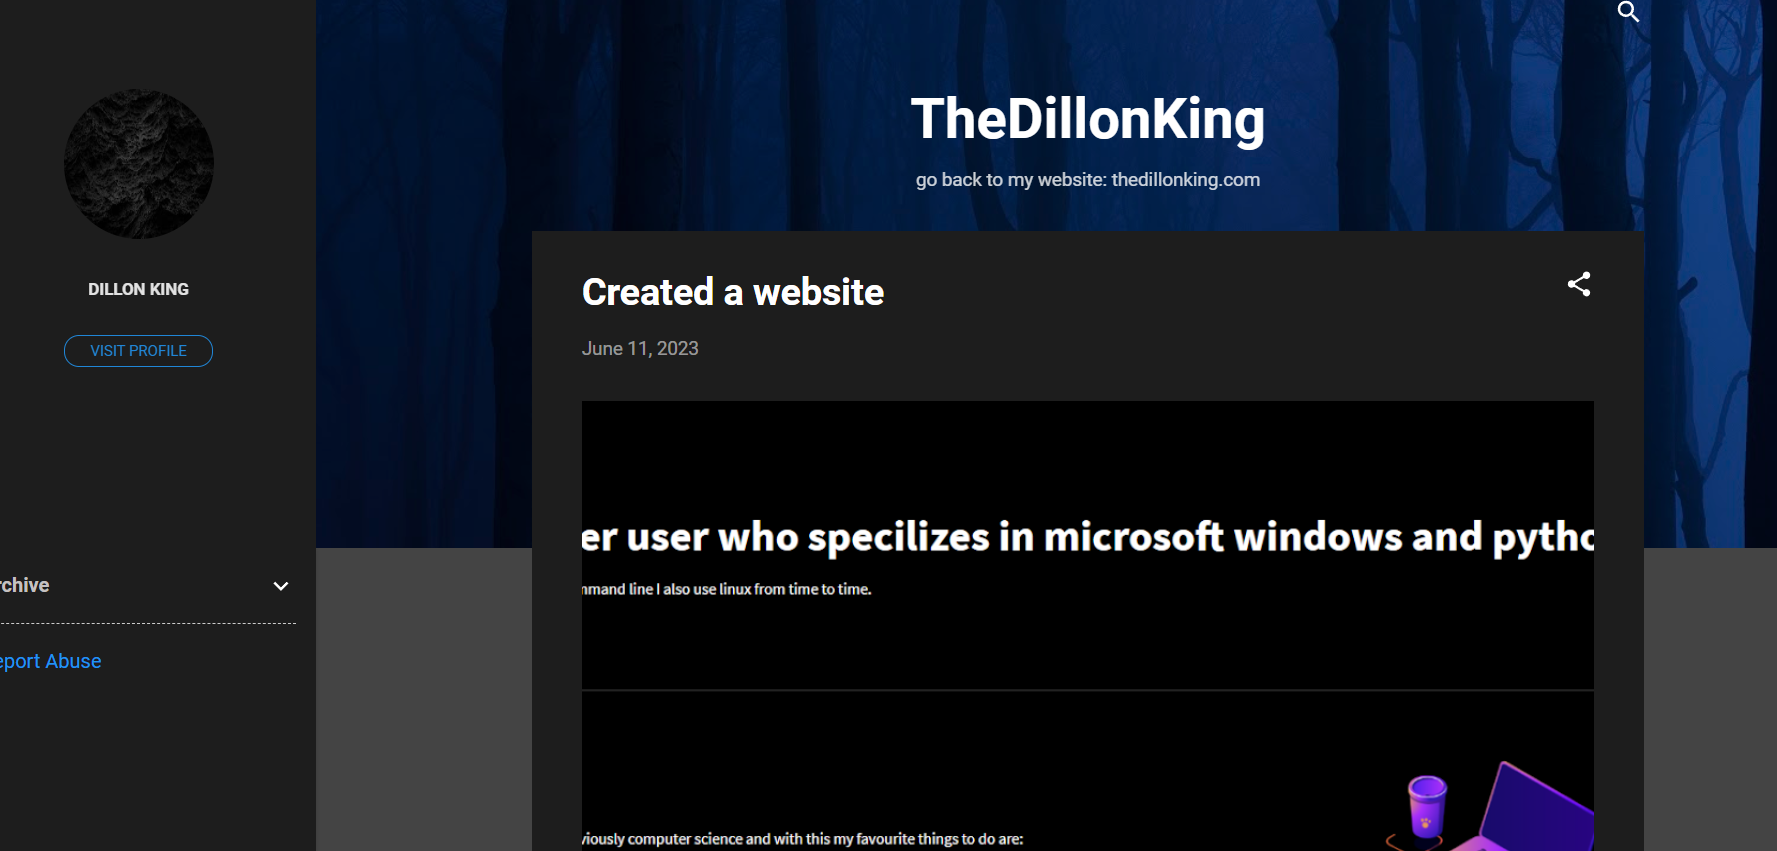 TheDillonKing
go back to my website: thedillonking.com
DILLON KING
VISIT PROFILE
rchive
eport Abuse
Created a website
June 11, 2023
er user who specilizes in microsoft windows and pytho
mmand line I also use linux from time to time.
viously computer science and with this my favourite things to do are: